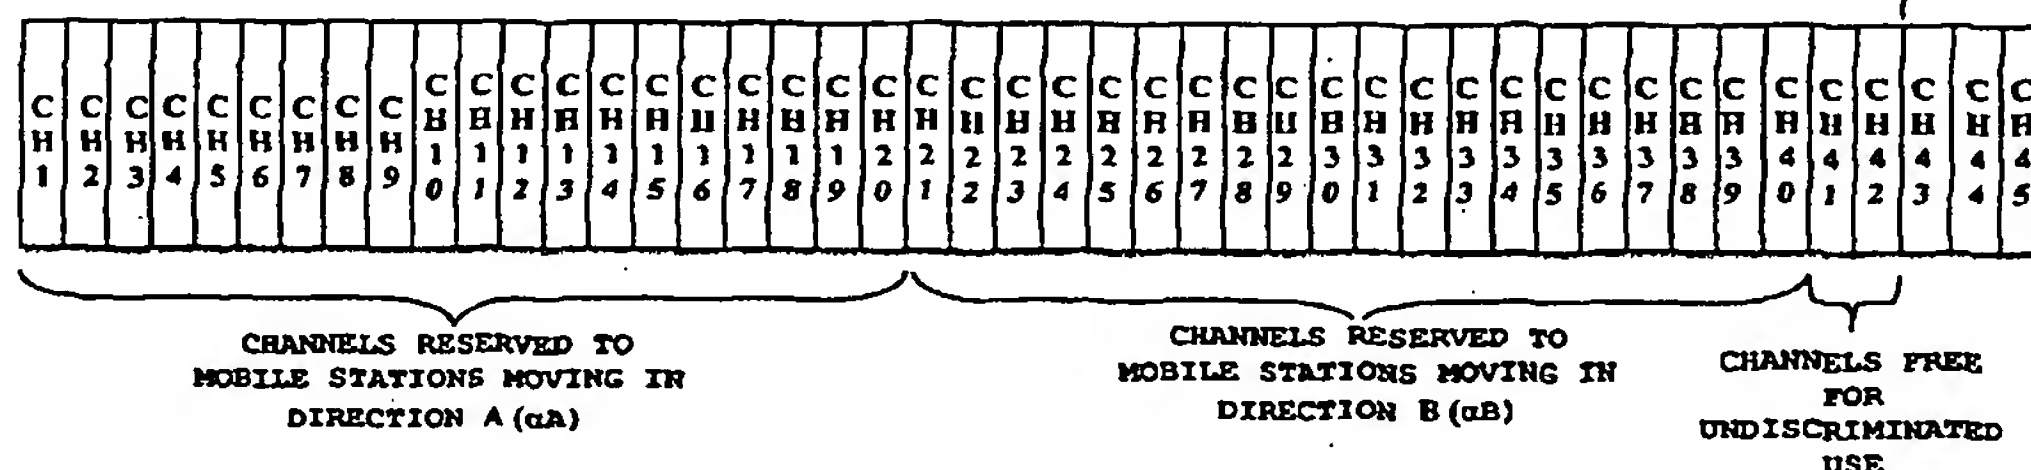 CH1 CH2 CH3 CH4 CH5 CH6 CH7 CH8 CH9 CH10 CH11 CH12 CH13 CH14 CH15 CH16 CH17 CH18 CH19 CH20 CH21 CH22 CH23 CH24 CH25 CH26 CH27 CH28 CH29 CH30 CH31 CH32 CH33 CH34 CH35 CH36 CH37 CH38 CH39 CH40 CH41 CH42 CH43 CH44 CH45
CHANNELS RESERVED TO
MOBILE STATIONS MOVING IN
DIRECTION A (αA)
CHANNELS RESERVED TO
MOBILE STATIONS MOVING IN
DIRECTION B (αB)
CHANNELS FREE
FOR
UNDISCRIMINATED
USE